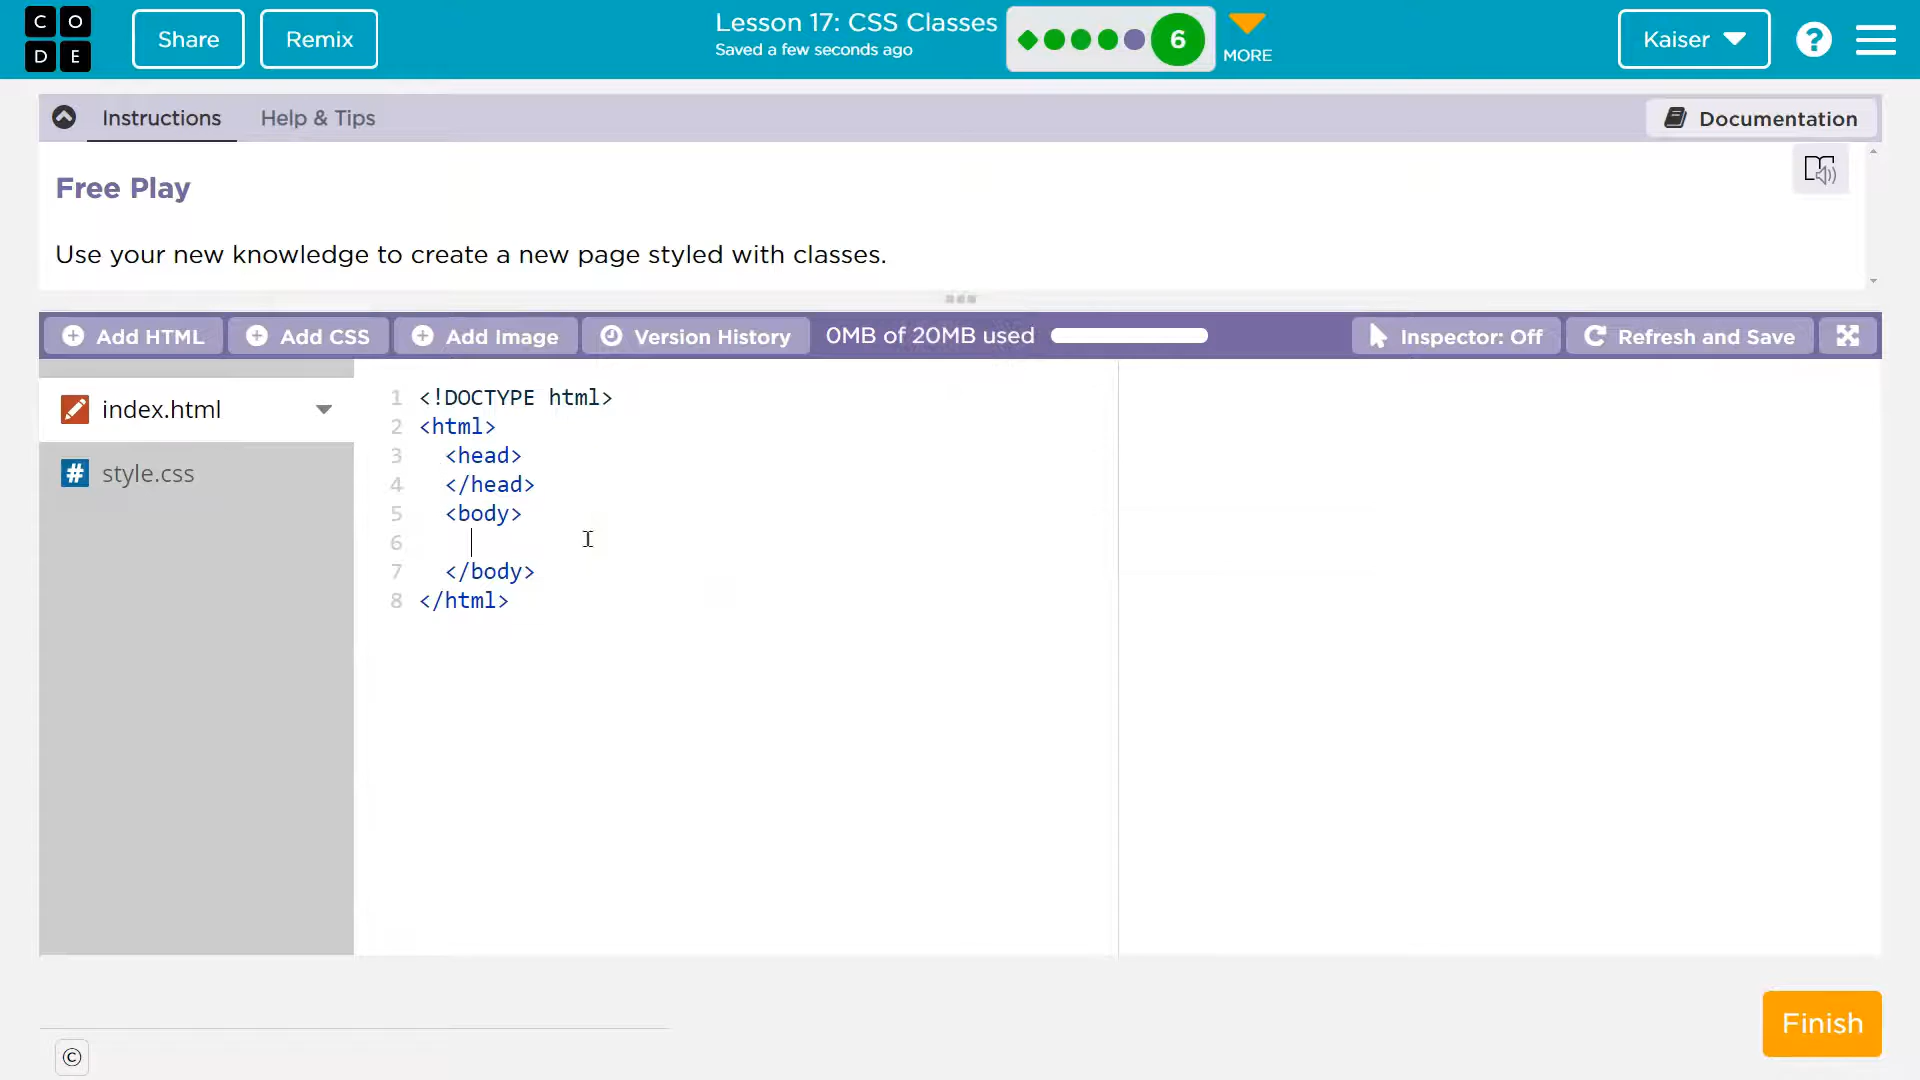 C O
D E
Share
Remix
Lesson 17: CSS Classes
Saved a few seconds ago
6
MORE
Kaiser
?
Instructions
Help & Tips
Documentation
Free Play
Use your new knowledge to create a new page styled with classes.
Add HTML
Add CSS
Add Image
Version History
0MB of 20MB used
Inspector: Off
Refresh and Save
index.html
# style.css
1 <!DOCTYPE html>
2 <html>
3 <head>
4 </head>
5 <body>
6
7 </body>
8 </html>
Finish
©